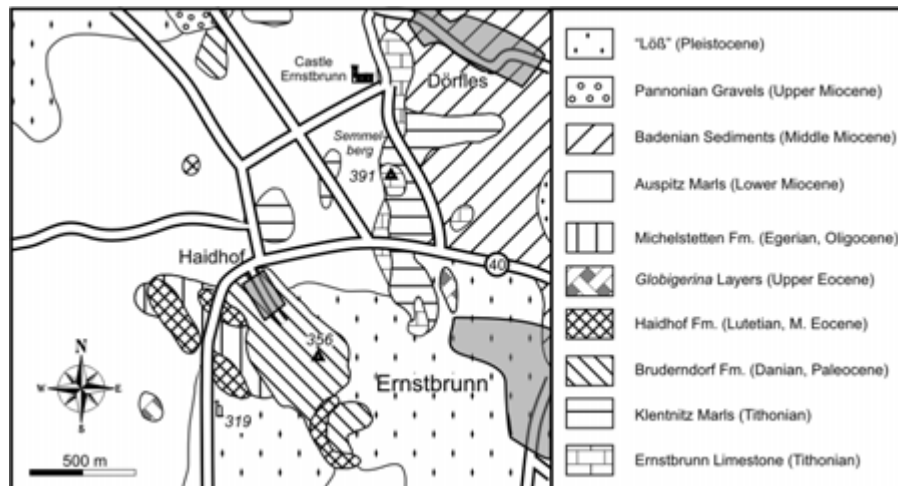 Castle
Ernstbrunn
Dörfles
Semmel-
berg
391
Haidhof
40
356
Ernstbrunn
319
N
W
E
S
500 m
"Löß" (Pleistocene)
Pannonian Gravels (Upper Miocene)
Badenian Sediments (Middle Miocene)
Auspitz Marls (Lower Miocene)
Michelstetten Fm. (Egerian, Oligocene)
Globigerina Layers (Upper Eocene)
Haidhof Fm. (Lutetian, M. Eocene)
Bruderndorf Fm. (Danian, Paleocene)
Klentnitz Marls (Tithonian)
Ernstbrunn Limestone (Tithonian)